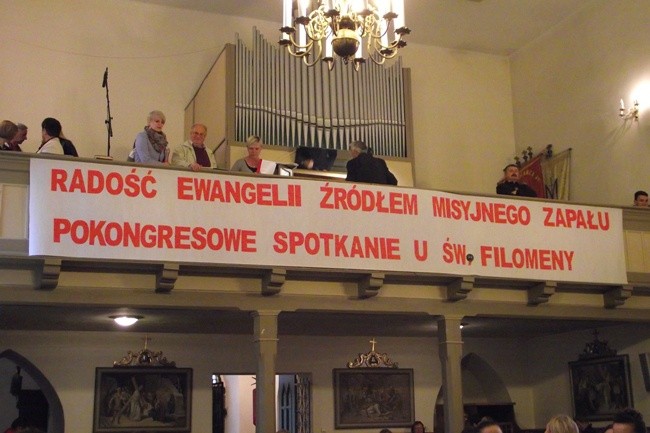 RADOŚĆ EWANGELII ŹRÓDŁEM MISYJNEGO ZAPAŁU
POKONGRESOWE SPOTKANIE U ŚW. FILOMENY